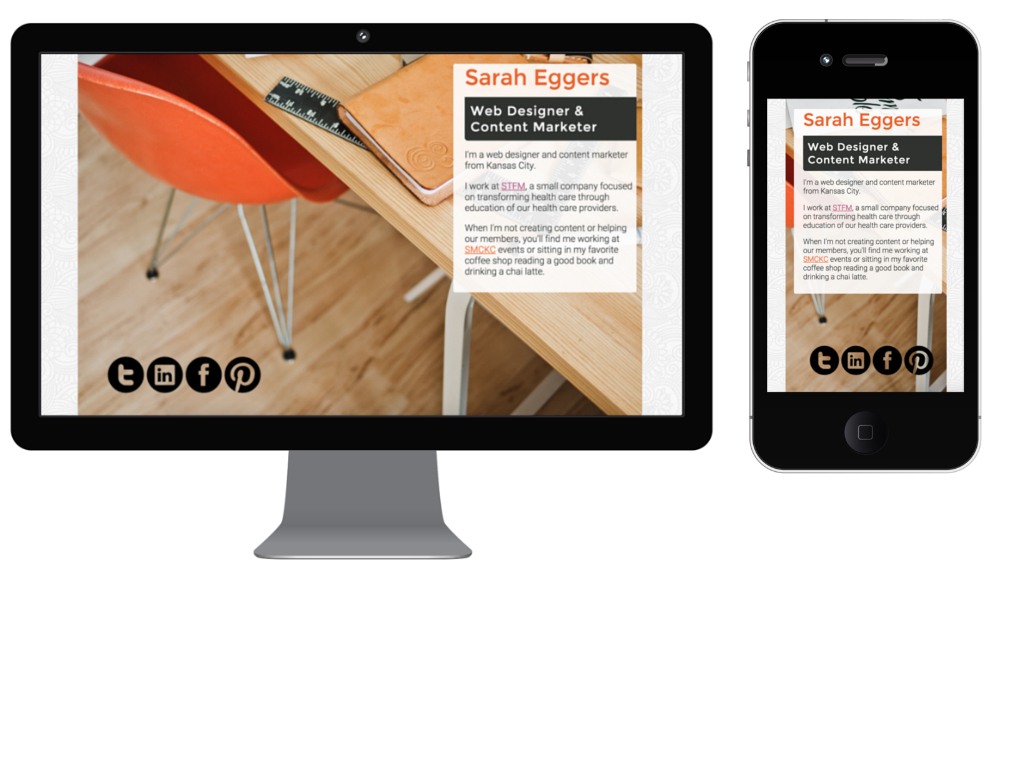 Sarah Eggers
Web Designer &
Content Marketer
I'm a web designer and content marketer
from Kansas City.
I work at STFM, a small company focused
on transforming health care through
education of our health care providers.
When I'm not creating content or helping
our members, you'll find me working at
SMCKC events or sitting in my favorite
coffee shop reading a good book and
drinking a chai latte.
Sarah Eggers
Web Designer &
Content Marketer
I'm a web designer and content marketer
from Kansas City.
I work at STFM, a small company focused
on transforming health care through
education of our health care providers.
When I'm not creating content or helping
our members, you'll find me working at
SMCKC events or sitting in my favorite
coffee shop reading a good book and
drinking a chai latte.